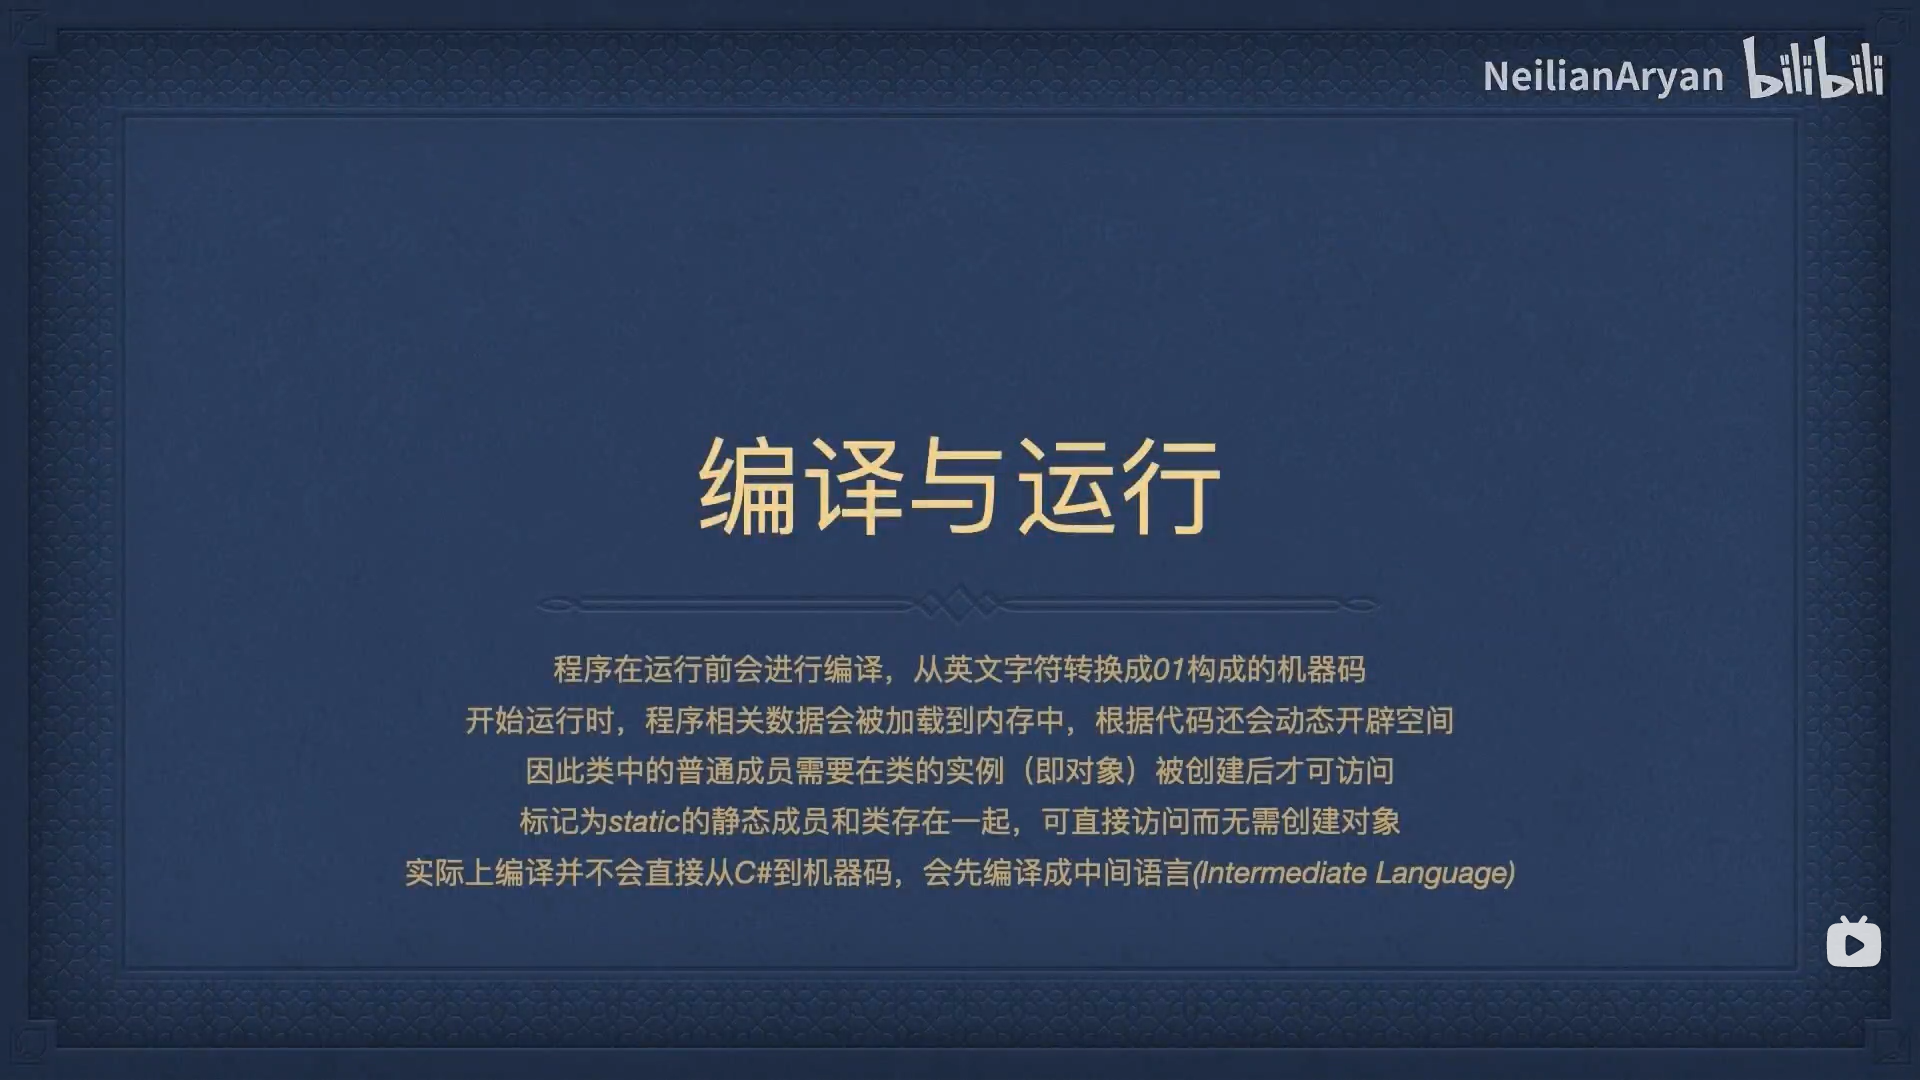 NeilianAryan bilibili
编译与运行
程序在运行前会进行编译，从英文字符转换成01构成的机器码
开始运行时，程序相关数据会被加载到内存中，根据代码还会动态开辟空间
因此类中的普通成员需要在类的实例（即对象）被创建后才可访问
标记为static的静态成员和类存在一起，可直接访问而无需创建对象
实际上编译并不会直接从C#到机器码，会先编译成中间语言(Intermediate Language)